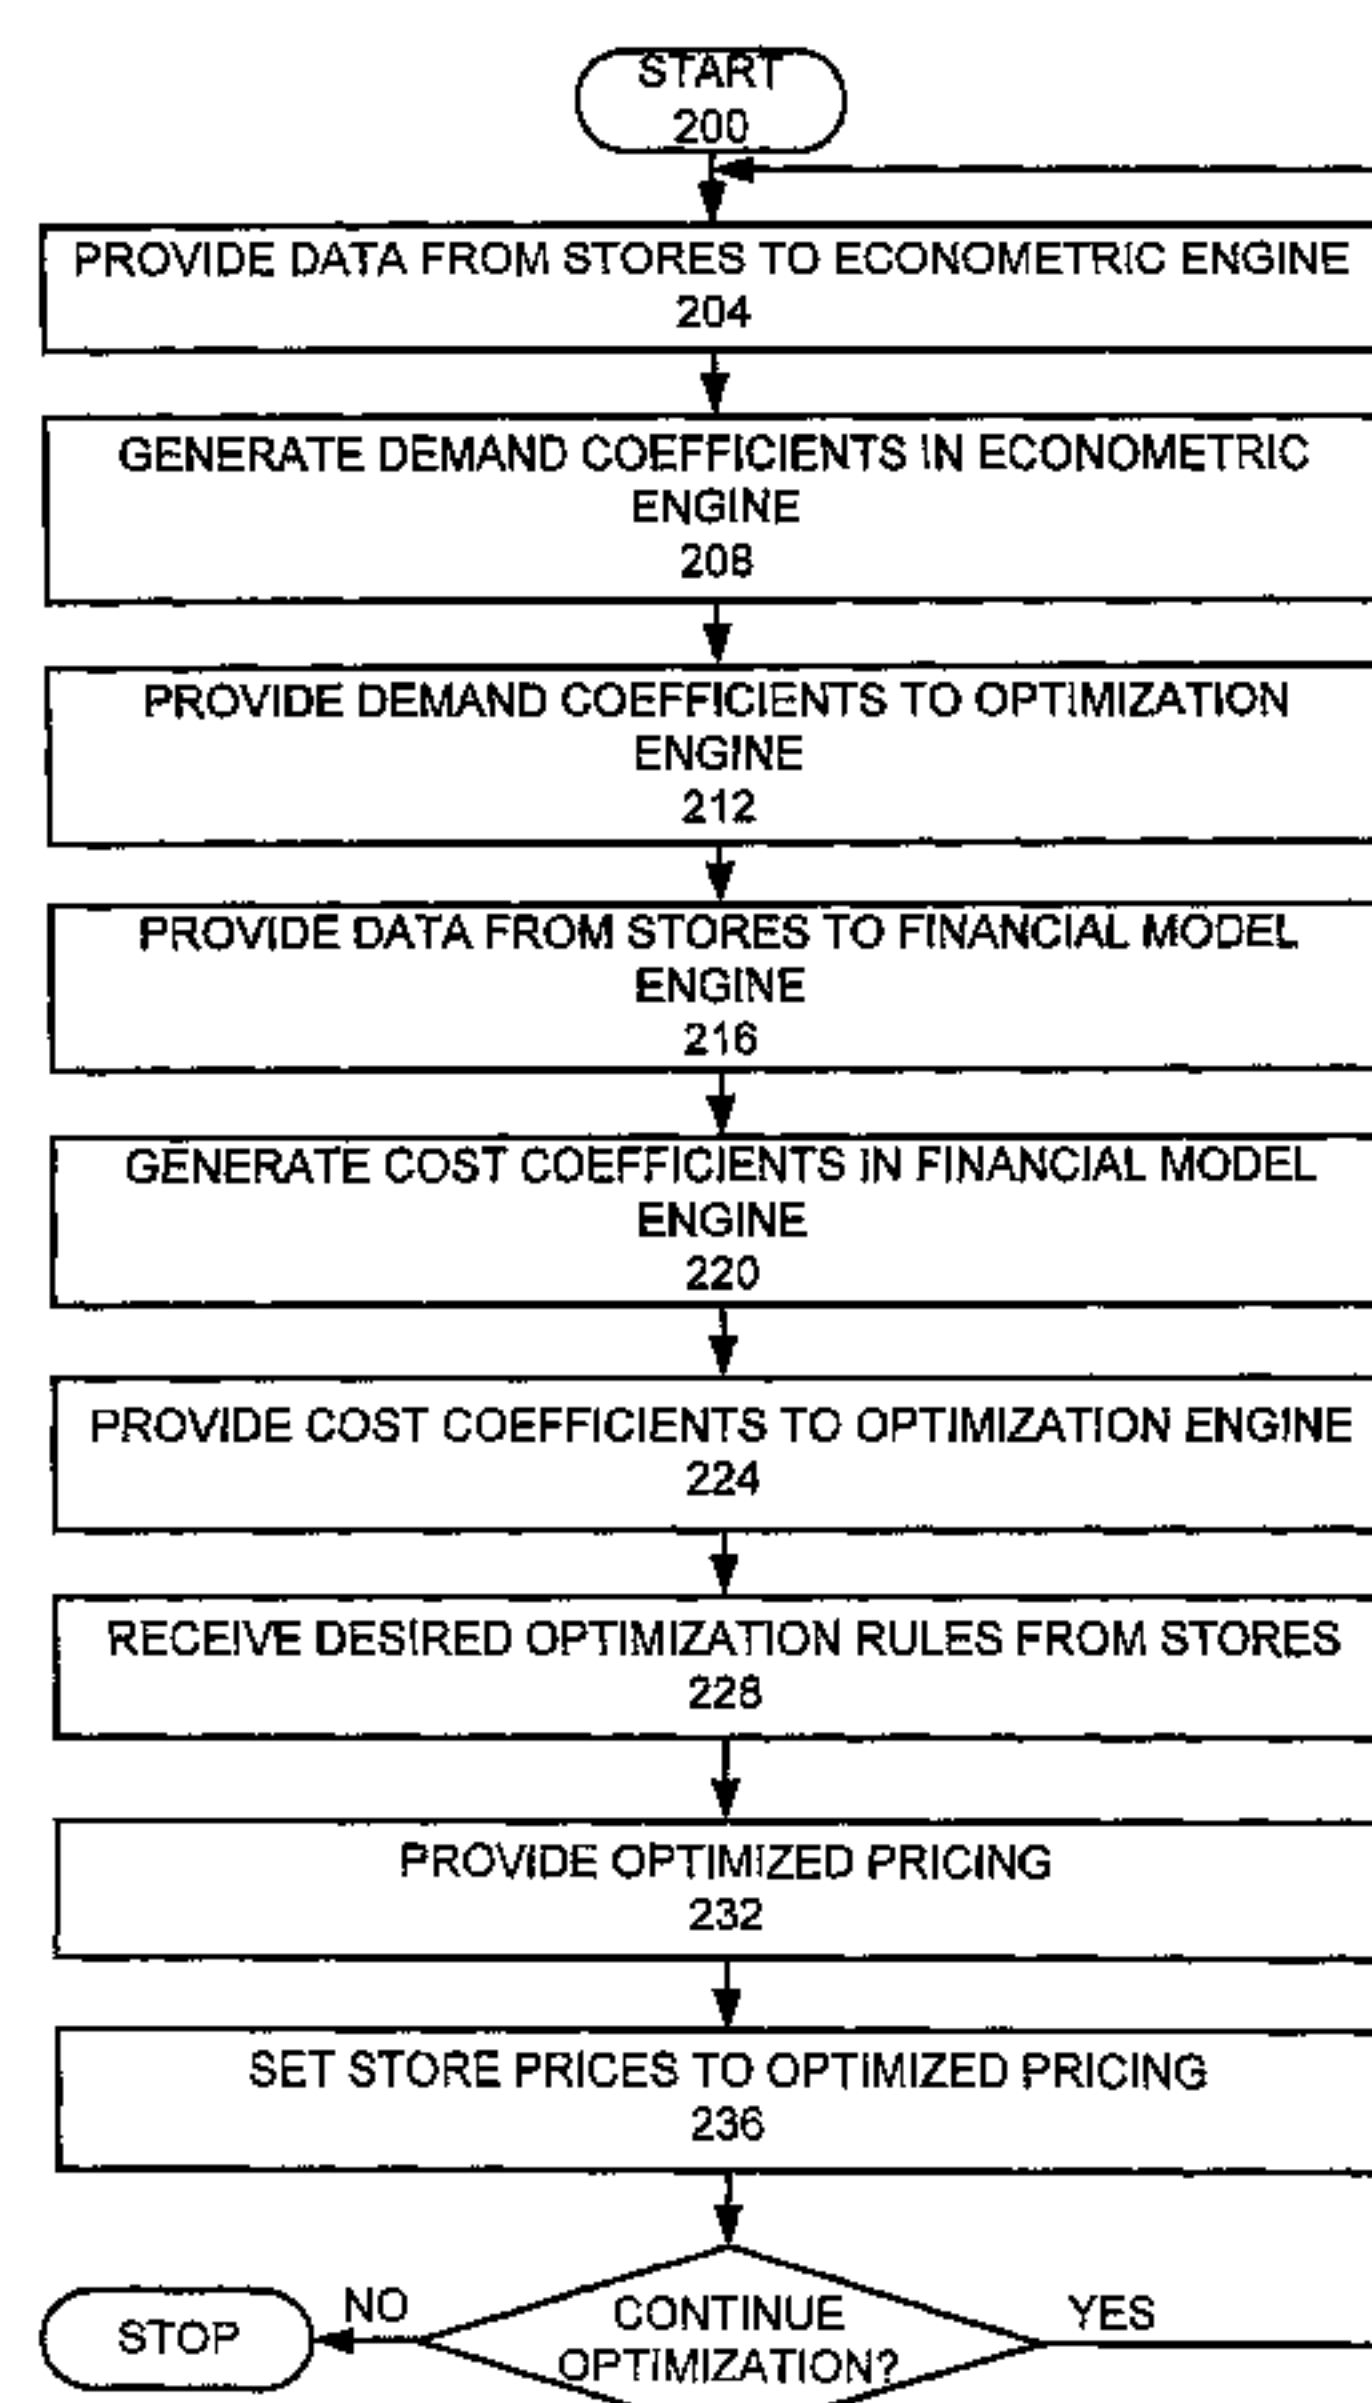 START
200
PROVIDE DATA FROM STORES TO ECONOMETRIC ENGINE
204
GENERATE DEMAND COEFFICIENTS IN ECONOMETRIC
ENGINE
208
PROVIDE DEMAND COEFFICIENTS TO OPTIMIZATION
ENGINE
212
PROVIDE DATA FROM STORES TO FINANCIAL MODEL
ENGINE
216
GENERATE COST COEFFICIENTS IN FINANCIAL MODEL
ENGINE
220
PROVIDE COST COEFFICIENTS TO OPTIMIZATION ENGINE
224
RECEIVE DESIRED OPTIMIZATION RULES FROM STORES
228
PROVIDE OPTIMIZED PRICING
232
SET STORE PRICES TO OPTIMIZED PRICING
236
STOP
NO
CONTINUE
OPTIMIZATION?
YES